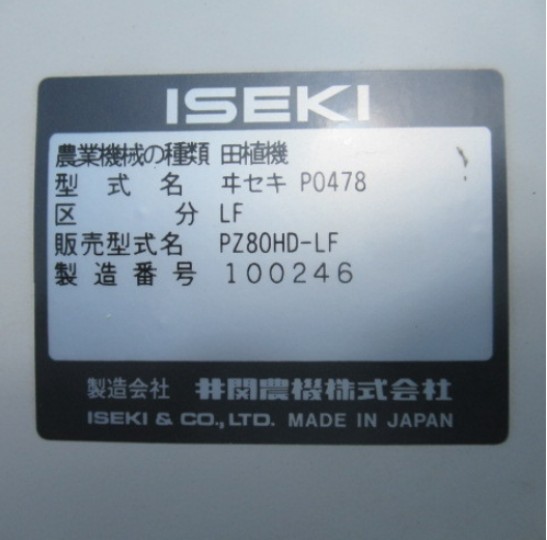 ISEKI
農業機械の種類 田植機
型式名 ヰセキ P0478
区分 LF
販売型式名 PZ80HD-LF
製造番号 100246
製造会社 井関農機株式会社
ISEKI & CO., LTD. MADE IN JAPAN